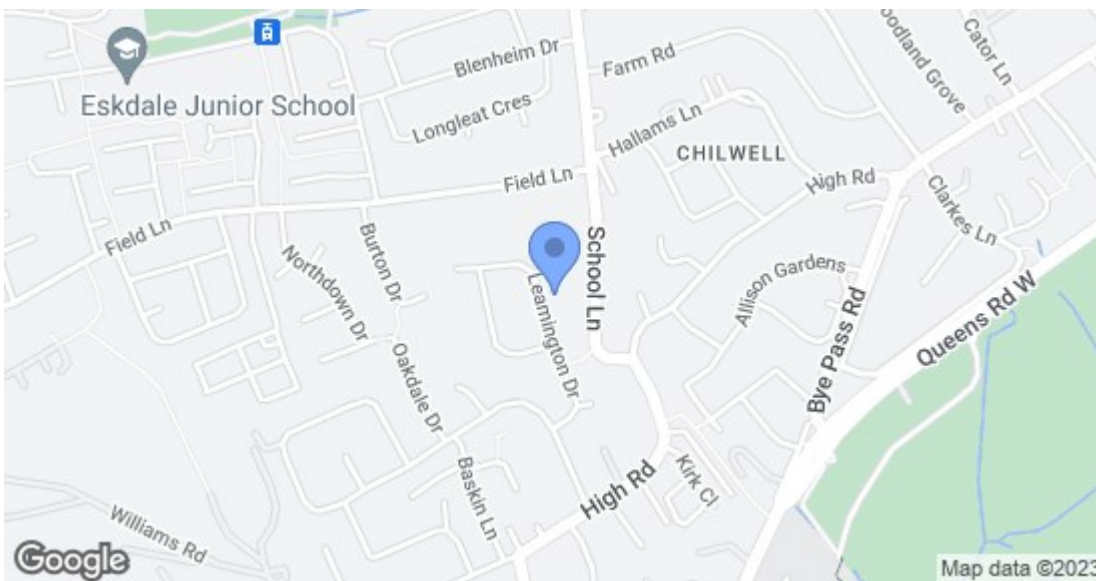 Eskdale Junior School
Blenheim Dr
Longleat Cres
Farm Rd
Hallams Ln
Woodland Grove
Cator Ln
CHILWELL
High Rd
Field Ln
Field Ln
Clarkes Ln
Burton Dr
Northdown Dr
School Ln
Leamington Dr
Allison Gardens
Queens Rd W
Bye Pass Rd
Oakdale Dr
Baskin Ln
High Rd
Kirk Cl
Williams Rd
Google
Map data ©2023